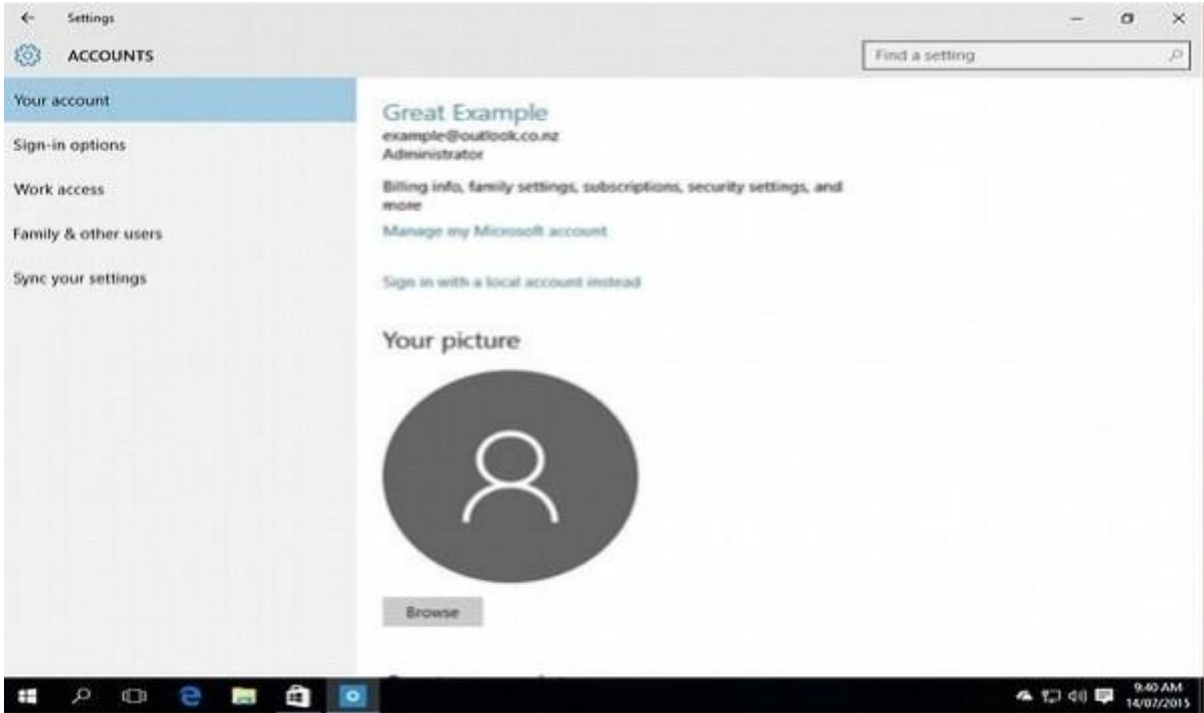 Settings
ACCOUNTS
Find a setting
Your account
Sign-in options
Work access
Family & other users
Sync your settings
Great Example
example@outlook.co.nz
Administrator
Billing info, family settings, subscriptions, security settings, and
more
Manage my Microsoft account
Sign in with a local account instead
Your picture
Browse
9:40 AM
14/07/2015